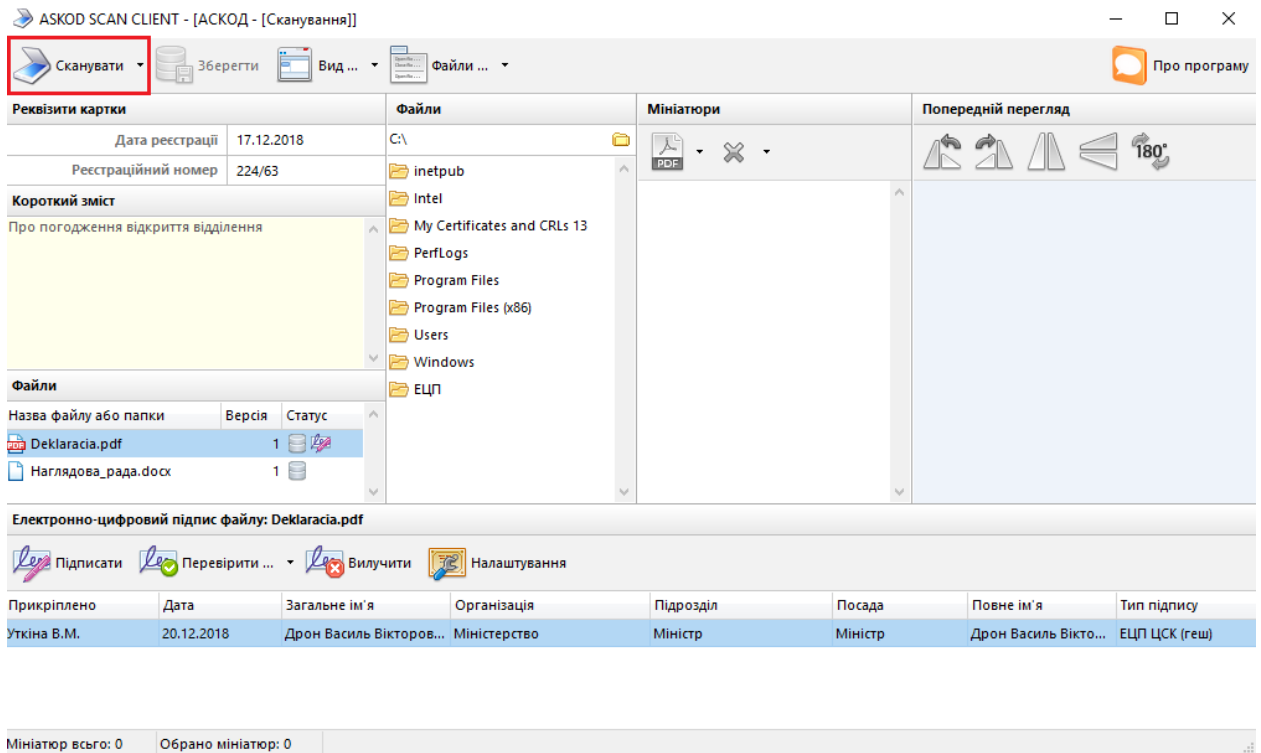 ASKOD SCAN CLIENT - [АСКОД - [Сканування]]
Сканувати Зберегти Вид ... Файли ... Про програму
Реквізити картки Файли Мініатюри Попередній перегляд
Дата реєстрації 17.12.2018 C:\ PDF 180°
Реєстраційний номер 224/63 inetpub
Короткий зміст Intel
Про погодження відкриття відділення My Certificates and CRLs 13
PerfLogs
Program Files
Program Files (x86)
Users
Windows
Файли ЕЦП
Назва файлу або папки Версія Статус
Deklaracia.pdf 1
Наглядова_рада.docx 1
Електронно-цифровий підпис файлу: Deklaracia.pdf
Підписати Перевірити ... Вилучити Налаштування
Прикріплено Дата Загальне ім'я Організація Підрозділ Посада Повне ім'я Тип підпису
Уткіна В.М. 20.12.2018 Дрон Василь Вікторов... Міністерство Міністр Міністр Дрон Василь Вікто... ЕЦП ЦСК (геш)
Мініатюр всьго: 0 Обрано мініатюр: 0